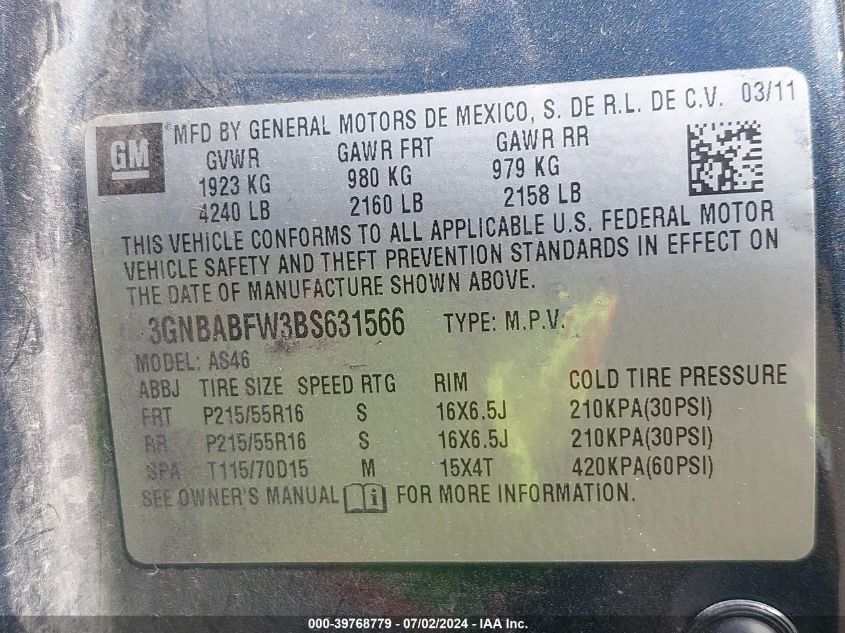 GM
MFD BY GENERAL MOTORS DE MEXICO, S. DE R.L. DE C.V. 03/11
GVWR GAWR FRT GAWR RR
1923 KG 980 KG 979 KG
4240 LB 2160 LB 2158 LB
THIS VEHICLE CONFORMS TO ALL APPLICABLE U.S. FEDERAL MOTOR
VEHICLE SAFETY AND THEFT PREVENTION STANDARDS IN EFFECT ON
THE DATE OF MANUFACTURE SHOWN ABOVE.
3GNBABFW3BS631566 TYPE: M.P.V.
MODEL: AS46
ABBJ TIRE SIZE SPEED RTG RIM COLD TIRE PRESSURE
FRT P215/55R16 S 16X6.5J 210KPA(30PSI)
RR P215/55R16 S 16X6.5J 210KPA(30PSI)
SPA T115/70D15 M 15X4T 420KPA(60PSI)
SEE OWNER'S MANUAL i FOR MORE INFORMATION.
000-39768779 / 07/02/2024 - IAA Inc.